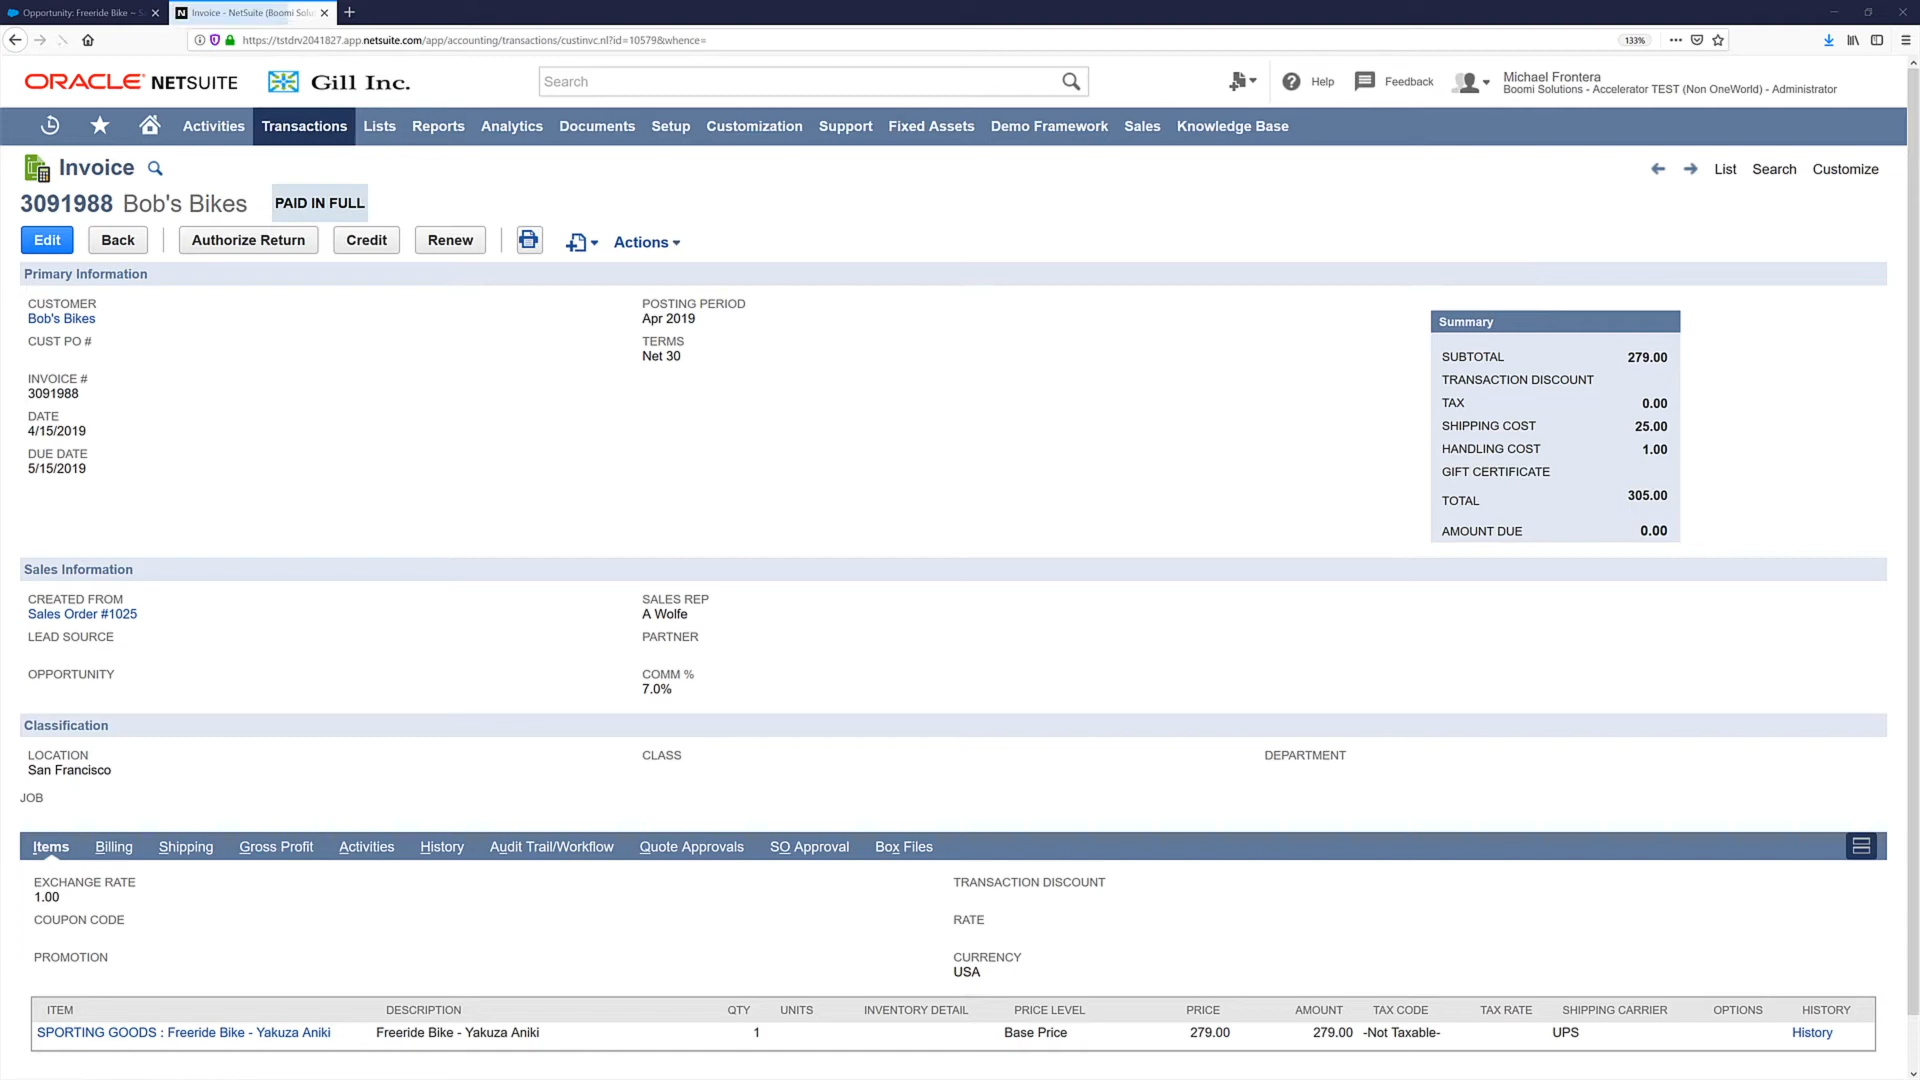 Opportunity: Freeride Bike ~ S
Invoice - NetSuite (Boomi Solu
https://tstdrv2041827.app.netsuite.com/app/accounting/transactions/custinvc.nl?id=10579&whence=
133%
ORACLE NETSUITE
Gill Inc.
Search
Help
Feedback
Michael Frontera
Boomi Solutions - Accelerator TEST (Non OneWorld) - Administrator
Activities Transactions Lists Reports Analytics Documents Setup Customization Support Fixed Assets Demo Framework Sales Knowledge Base
Invoice
List Search Customize
3091988 Bob's Bikes PAID IN FULL
Edit Back Authorize Return Credit Renew Actions
Primary Information
CUSTOMER
Bob's Bikes
CUST PO #
INVOICE #
3091988
DATE
4/15/2019
DUE DATE
5/15/2019
POSTING PERIOD
Apr 2019
TERMS
Net 30
Summary
SUBTOTAL 279.00
TRANSACTION DISCOUNT
TAX 0.00
SHIPPING COST 25.00
HANDLING COST 1.00
GIFT CERTIFICATE
TOTAL 305.00
AMOUNT DUE 0.00
Sales Information
CREATED FROM
Sales Order #1025
LEAD SOURCE
OPPORTUNITY
SALES REP
A Wolfe
PARTNER
COMM %
7.0%
Classification
LOCATION
San Francisco
CLASS
DEPARTMENT
JOB
Items Billing Shipping Gross Profit Activities History Audit Trail/Workflow Quote Approvals SO Approval Box Files
EXCHANGE RATE
1.00
COUPON CODE
PROMOTION
TRANSACTION DISCOUNT
RATE
CURRENCY
USA
ITEM DESCRIPTION QTY UNITS INVENTORY DETAIL PRICE LEVEL PRICE AMOUNT TAX CODE TAX RATE SHIPPING CARRIER OPTIONS HISTORY
SPORTING GOODS : Freeride Bike - Yakuza Aniki Freeride Bike - Yakuza Aniki 1 Base Price 279.00 279.00 -Not Taxable- UPS History